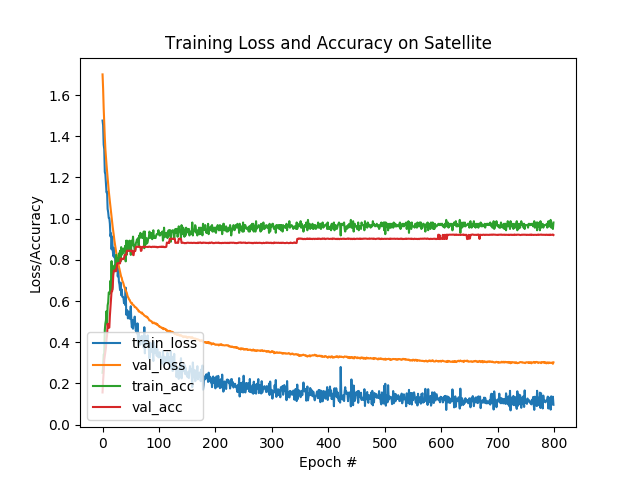 Training Loss and Accuracy on Satellite
Loss/Accuracy
1.6
1.4
1.2
1.0
0.8
0.6
0.4
0.2
0.0
train_loss
val_loss
train_acc
val_acc
0 100 200 300 400 500 600 700 800
Epoch #